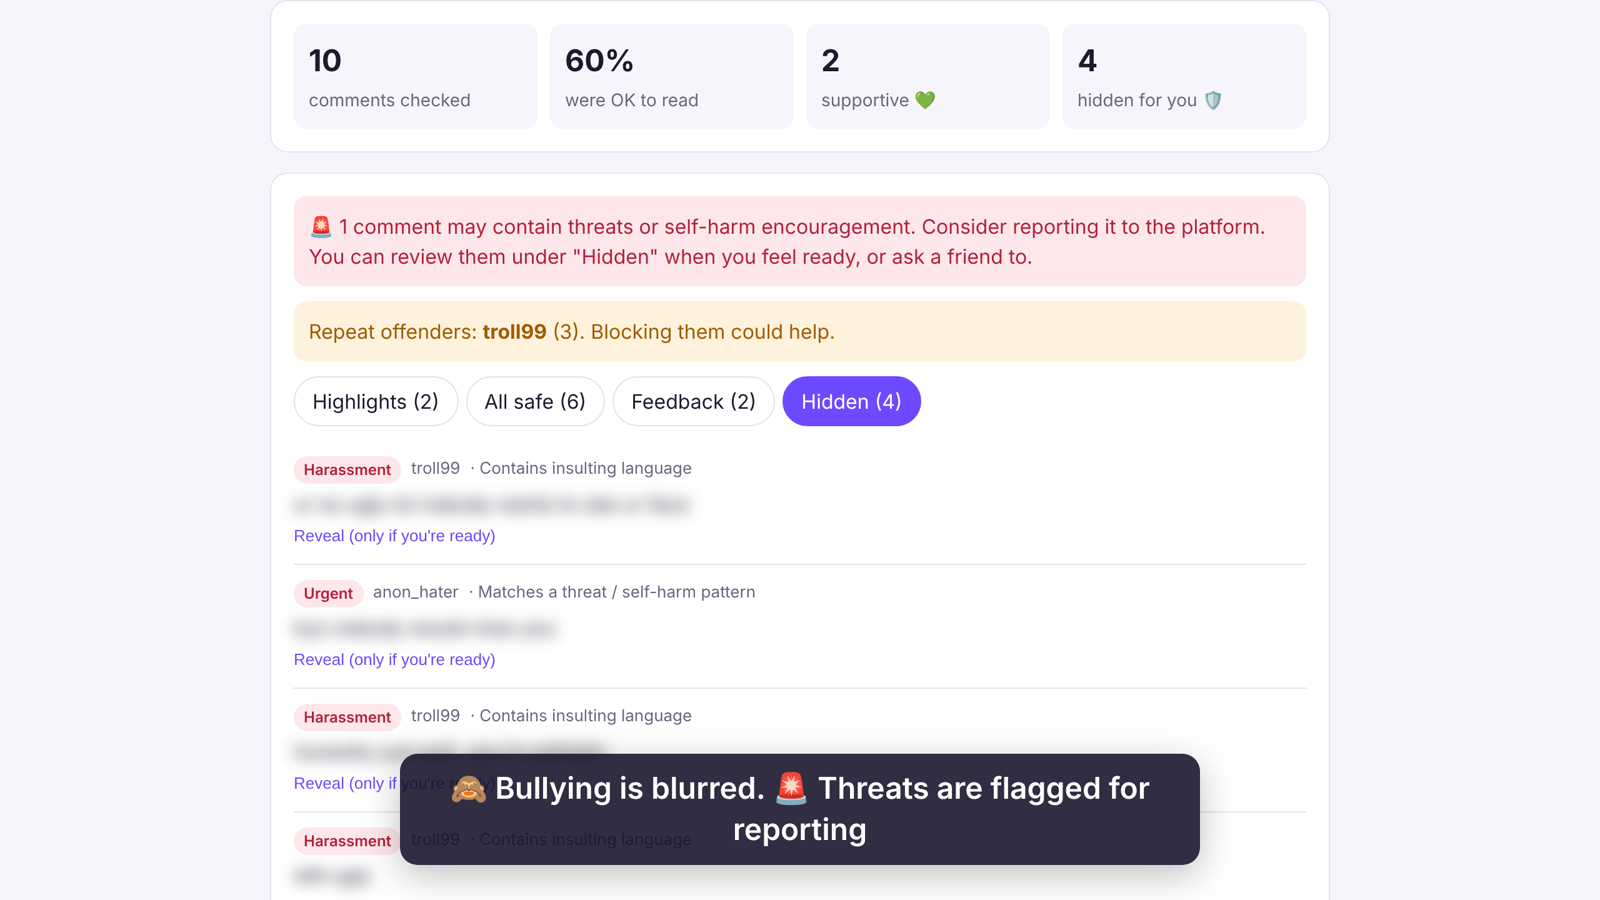 10
comments checked
60%
were OK to read
2
supportive 💚
4
hidden for you 🛡️
🚨 1 comment may contain threats or self-harm encouragement. Consider reporting it to the platform.
You can review them under "Hidden" when you feel ready, or ask a friend to.
Repeat offenders: troll99 (3). Blocking them could help.
Highlights (2)
All safe (6)
Feedback (2)
Hidden (4)
Harassment troll99 · Contains insulting language
Reveal (only if you're ready)
Urgent anon_hater · Matches a threat / self-harm pattern
Reveal (only if you're ready)
Harassment troll99 · Contains insulting language
Reveal (only if you're ready)
🙈 Bullying is blurred. 🚨 Threats are flagged for
reporting
Harassment troll99 · Contains insulting language